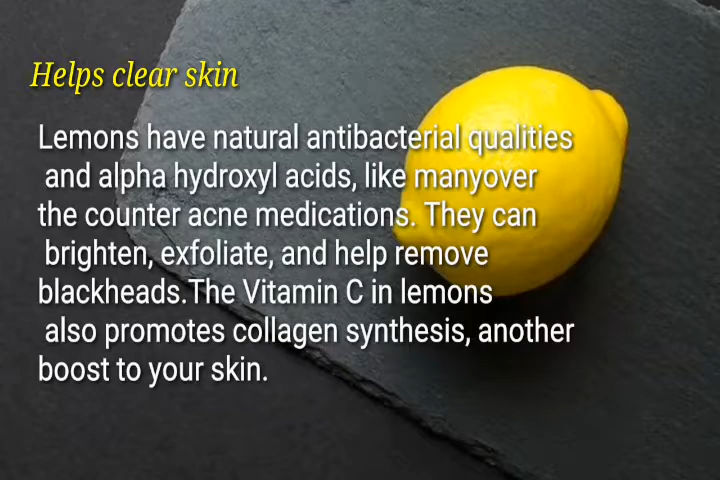 Helps clear skin
Lemons have natural antibacterial qualities
and alpha hydroxyl acids, like manyover
the counter acne medications. They can
brighten, exfoliate, and help remove
blackheads.The Vitamin C in lemons
also promotes collagen synthesis, another
boost to your skin.